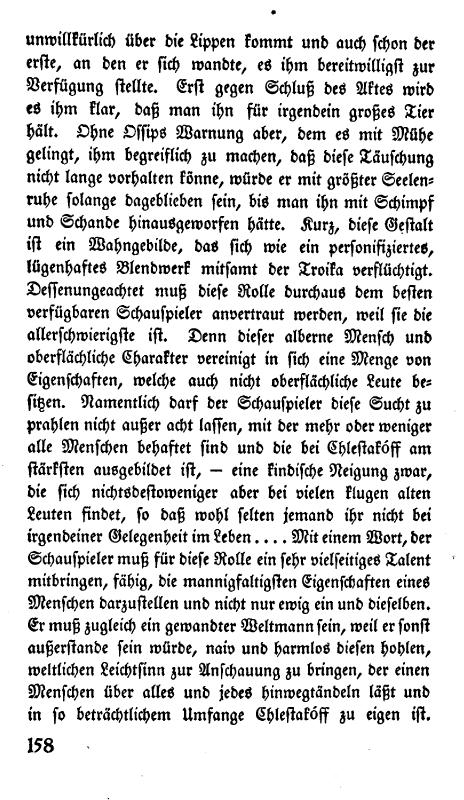 unwillkürlich über die Lippen kommt und auch schon der
erste, an den er sich wandte, es ihm bereitwilligst zur
Verfügung stellte. Erst gegen Schluß des Aktes wird
es ihm klar, daß man ihn für irgendein großes Tier
hält. Ohne Ossips Warnung aber, dem es mit Mühe
gelingt, ihm begreiflich zu machen, daß diese Täuschung
nicht lange vorhalten könne, würde er mit größter Seelen-
ruhe solange dageblieben sein, bis man ihn mit Schimpf
und Schande hinausgeworfen hätte. Kurz, diese Gestalt
ist ein Wahngebilde, das sich wie ein personifiziertes,
lügenhaftes Blendwerk mitsamt der Troika verflüchtigt.
Dessenungeachtet muß diese Rolle durchaus dem besten
verfügbaren Schauspieler anvertraut werden, weil sie die
allerschwierigste ist. Denn dieser alberne Mensch und
oberflächliche Charakter vereinigt in sich eine Menge von
Eigenschaften, welche auch nicht oberflächliche Leute be-
sitzen. Namentlich darf der Schauspieler diese Sucht zu
prahlen nicht außer acht lassen, mit der mehr oder weniger
alle Menschen behaftet sind und die bei Chlestakóff am
stärksten ausgebildet ist, — eine kindische Neigung zwar,
die sich nichtsdestoweniger aber bei vielen klugen alten
Leuten findet, so daß wohl selten jemand ihr nicht bei
irgendeiner Gelegenheit im Leben .... Mit einem Wort, der
Schauspieler muß für diese Rolle ein sehr vielseitiges Talent
mitbringen, fähig, die mannigfaltigsten Eigenschaften eines
Menschen darzustellen und nicht nur ewig ein und dieselben.
Er muß zugleich ein gewandter Weltmann sein, weil er sonst
außerstande sein würde, naiv und harmlos diesen hohlen,
weltlichen Leichtsinn zur Anschauung zu bringen, der einen
Menschen über alles und jedes hinwegtändeln läßt und
in so beträchtlichem Umfange Chlestakóff zu eigen ist.
158